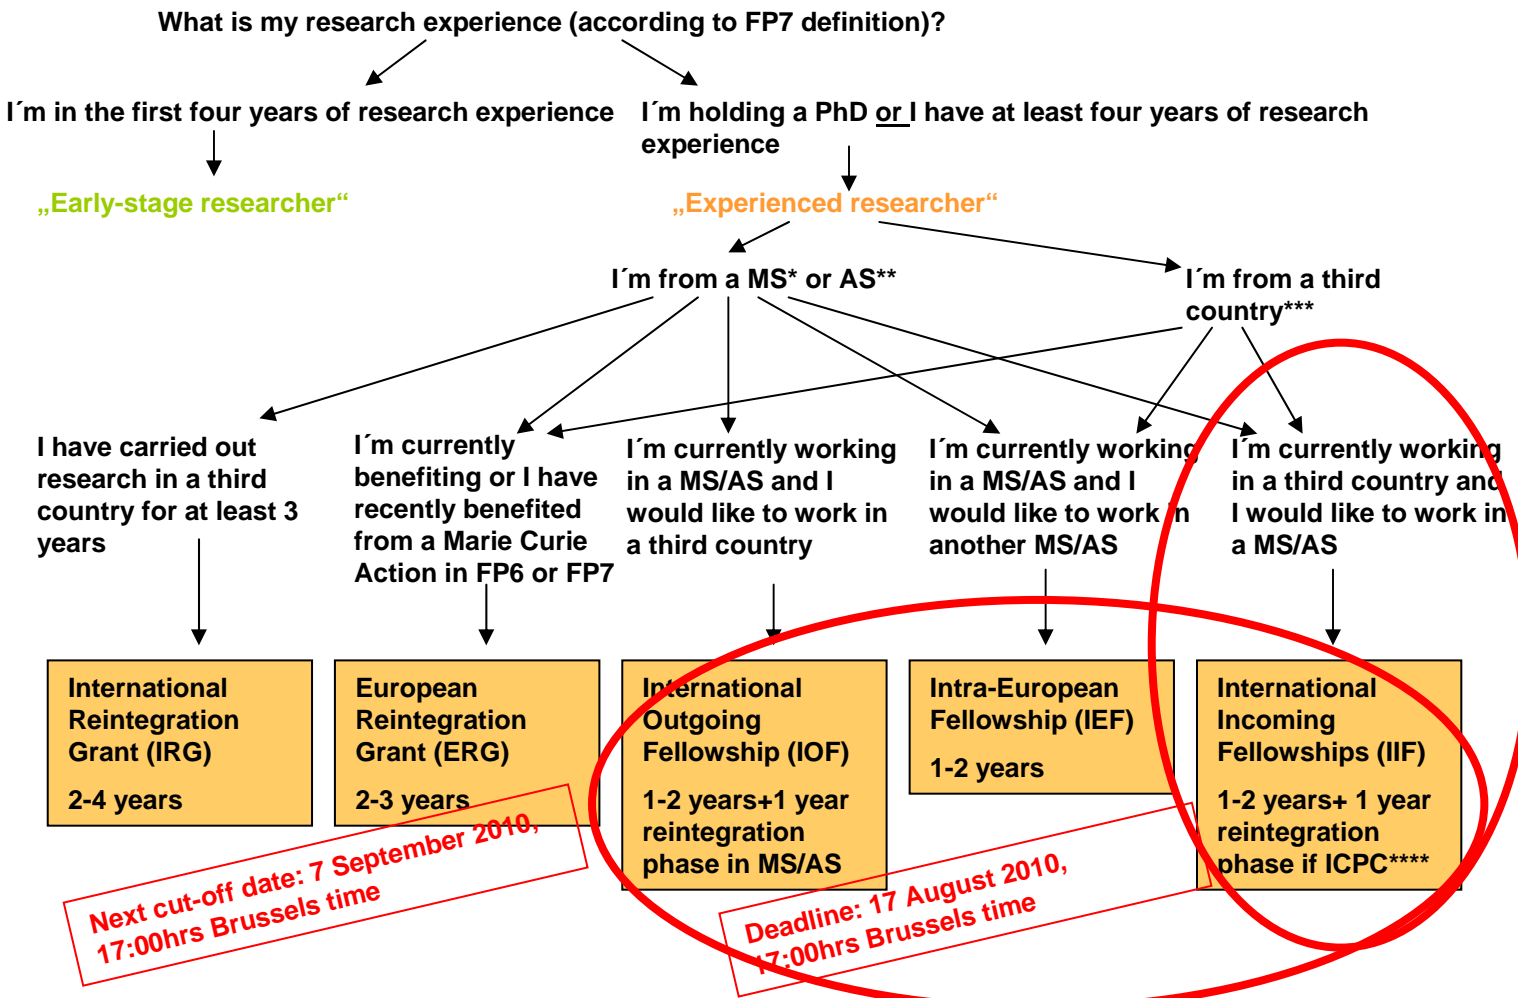 What is my research experience (according to FP7 definition)?
I´m in the first four years of research experience
I´m holding a PhD or I have at least four years of research
experience
„Early-stage researcher“
„Experienced researcher“
I´m from a MS* or AS**
I´m from a third
country***
I have carried out
research in a third
country for at least 3
years
I´m currently
benefiting or I have
recently benefited
from a Marie Curie
Action in FP6 or FP7
I´m currently working
in a MS/AS and I
would like to work in
a third country
I´m currently working
in a MS/AS and I
would like to work in
another MS/AS
I´m currently working
in a third country and
I would like to work in
a MS/AS
International
Reintegration
Grant (IRG)
2-4 years
European
Reintegration
Grant (ERG)
2-3 years
International
Outgoing
Fellowship (IOF)
1-2 years+1 year
reintegration
phase in MS/AS
Intra-European
Fellowship (IEF)
1-2 years
International
Incoming
Fellowships (IIF)
1-2 years+ 1 year
reintegration
phase if ICPC****
Next cut-off date: 7 September 2010,
17:00hrs Brussels time
Deadline: 17 August 2010,
17:00hrs Brussels time